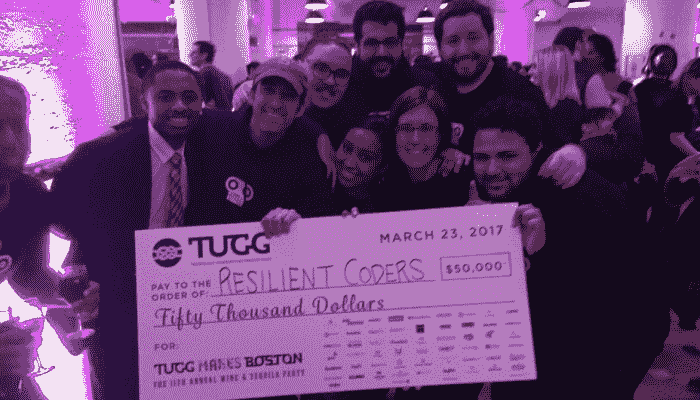 TUGG
MARCH 23, 2017
PAY TO THE
ORDER OF: RESILIENT CODERS $50,000
Fifty Thousand Dollars
FOR:
TUGG MAKES BOSTON
THE 11TH ANNUAL WINE & TEQUILA PARTY